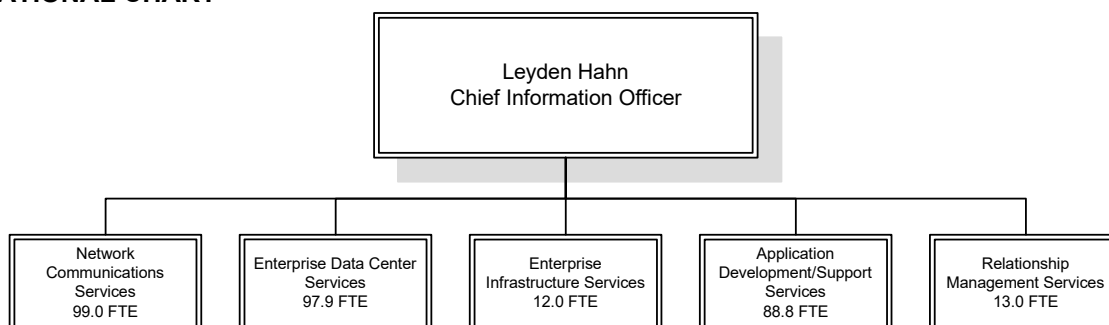 Leyden Hahn
Chief Information Officer
Network
Communications
Services
99.0 FTE
Enterprise Data Center
Services
97.9 FTE
Enterprise
Infrastructure Services
12.0 FTE
Application
Development/Support
Services
88.8 FTE
Relationship
Management Services
13.0 FTE